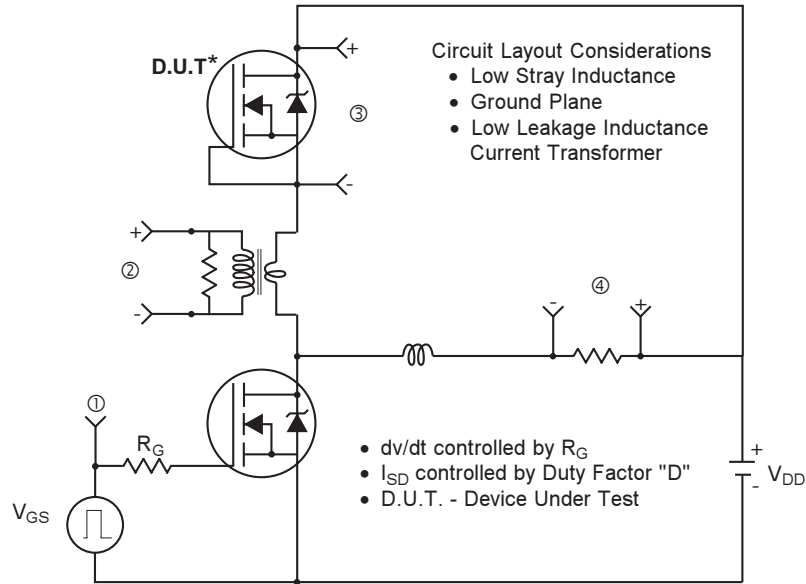 D.U.T*
+
③
-
Circuit Layout Considerations
• Low Stray Inductance
• Ground Plane
• Low Leakage Inductance
Current Transformer
+
②
-
④
-
+
①
R_G
V_GS
• dv/dt controlled by R_G
• I_SD controlled by Duty Factor "D"
• D.U.T. - Device Under Test
+
-
V_DD